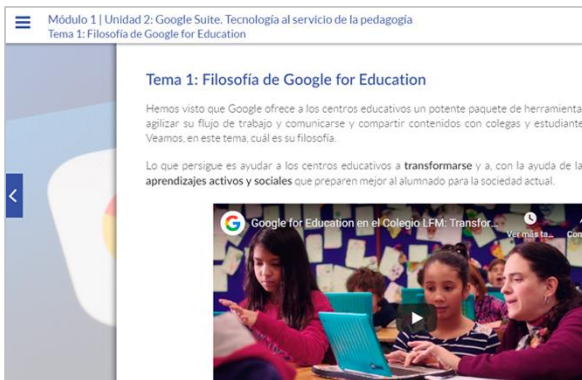 Módulo 1 | Unidad 2: Google Suite. Tecnología al servicio de la pedagogía
Tema 1: Filosofía de Google for Education
Tema 1: Filosofía de Google for Education
Hemos visto que Google ofrece a los centros educativos un potente paquete de herramienta
agilizar su flujo de trabajo y comunicarse y compartir contenidos con colegas y estudiante
Veamos, en este tema, cuál es su filosofía.
Lo que persigue es ayudar a los centros educativos a transformarse y a, con la ayuda de la
aprendizajes activos y sociales que preparen mejor al alumnado para la sociedad actual.
Google for Education en el Colegio LFM: Transfor...
Ver más ta... Com